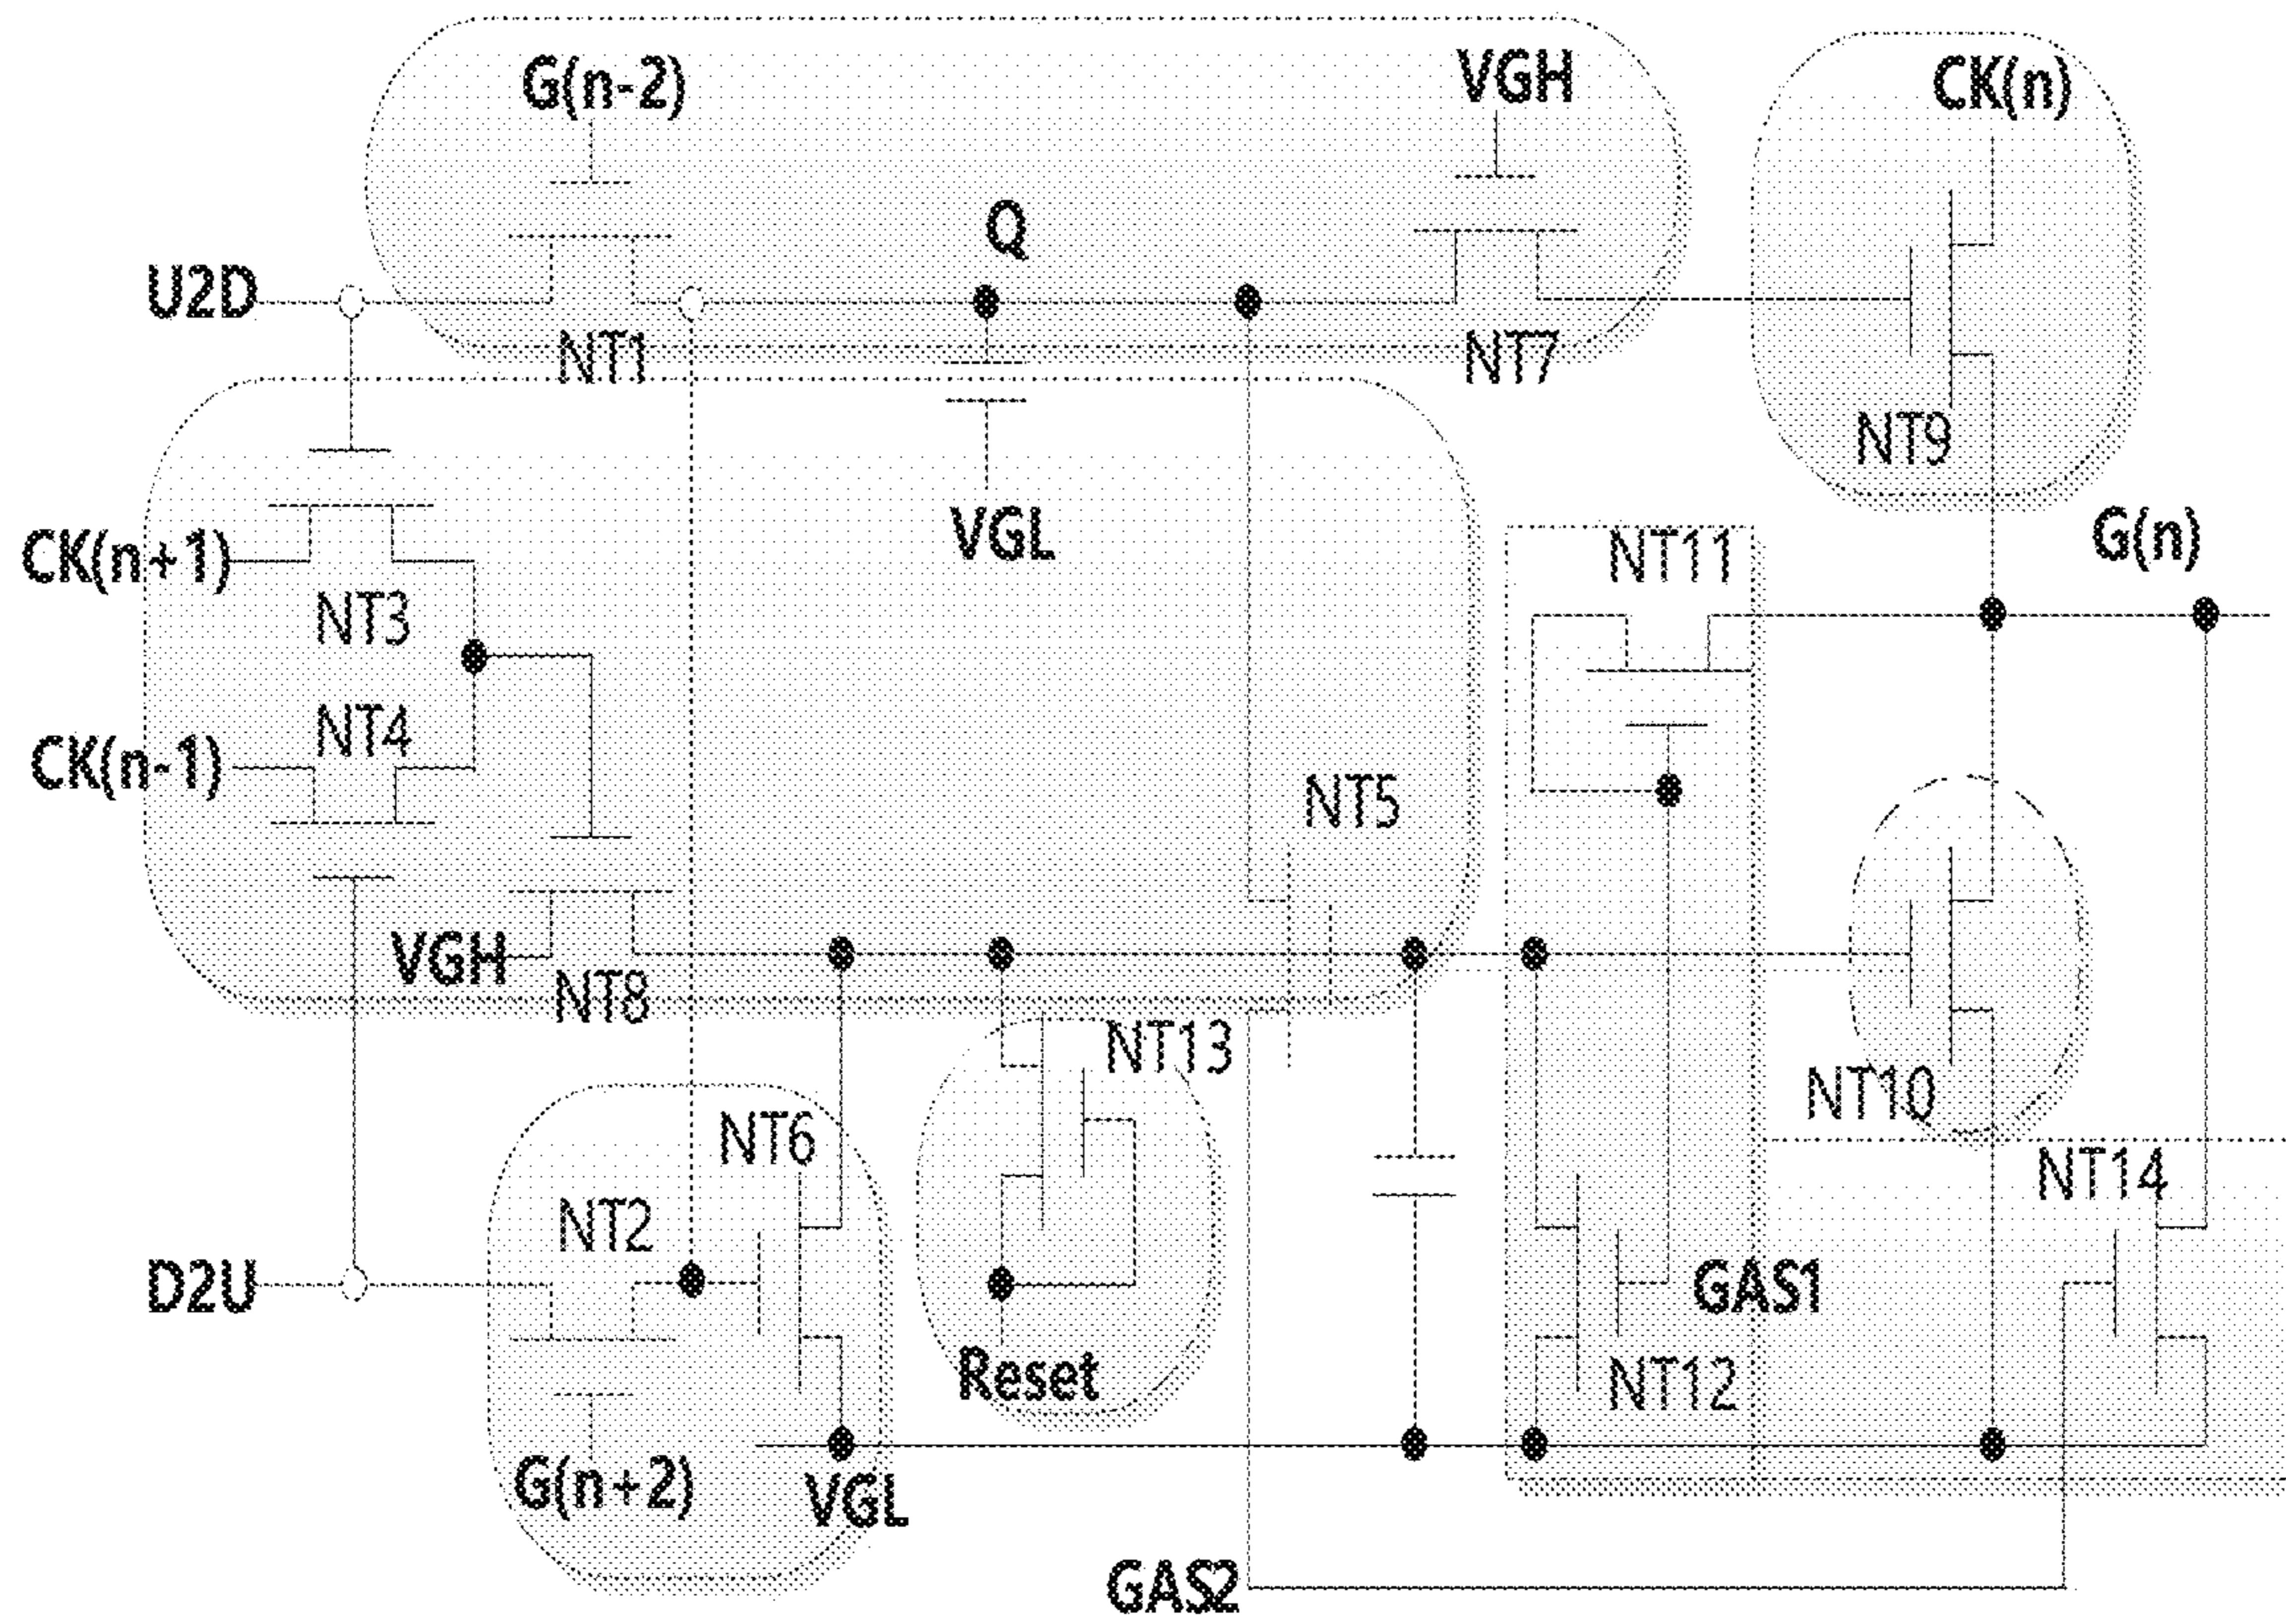 G(n-2)
VGH
CK(n)
Q
U2D
NT1
NT7
NT9
VGL
CK(n+1)
NT11
G(n)
NT3
NT4
CK(n-1)
NT5
VGH
NT8
NT13
NT10
NT6
NT14
NT2
D2U
GAS1
Reset
NT12
G(n+2)
VGL
GAS2